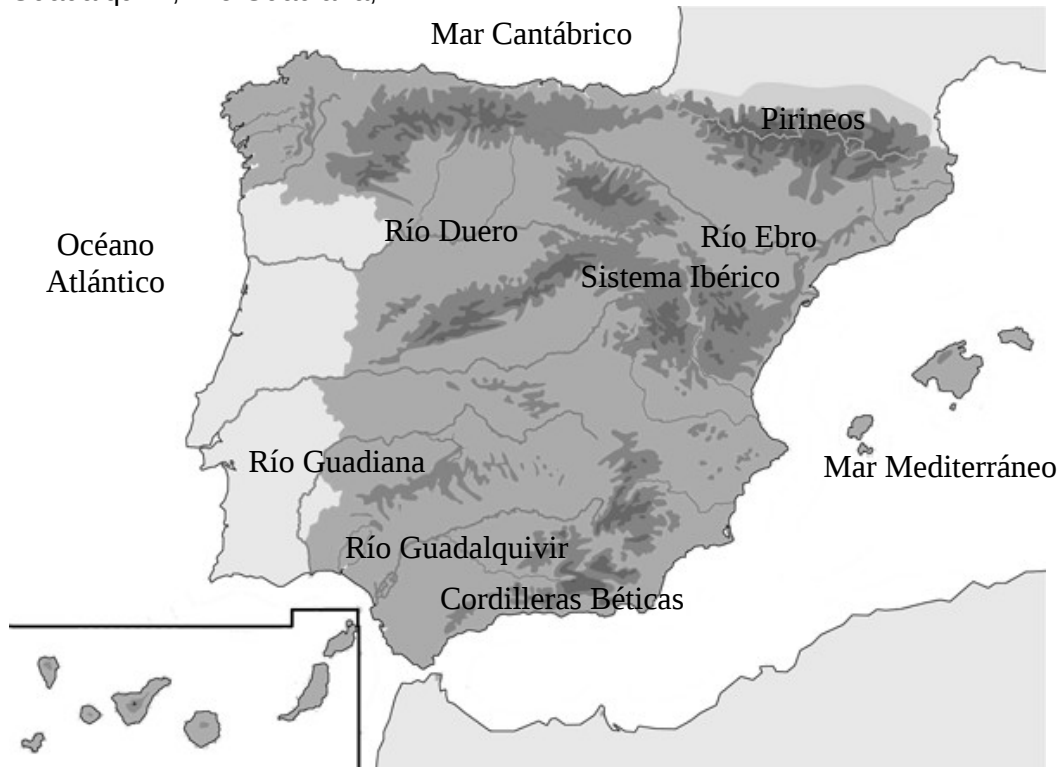 Mar Cantábrico
Pirineos
Río Duero
Río Ebro
Océano
Atlántico
Sistema Ibérico
Río Guadiana
Mar Mediterráneo
Río Guadalquivir
Cordilleras Béticas